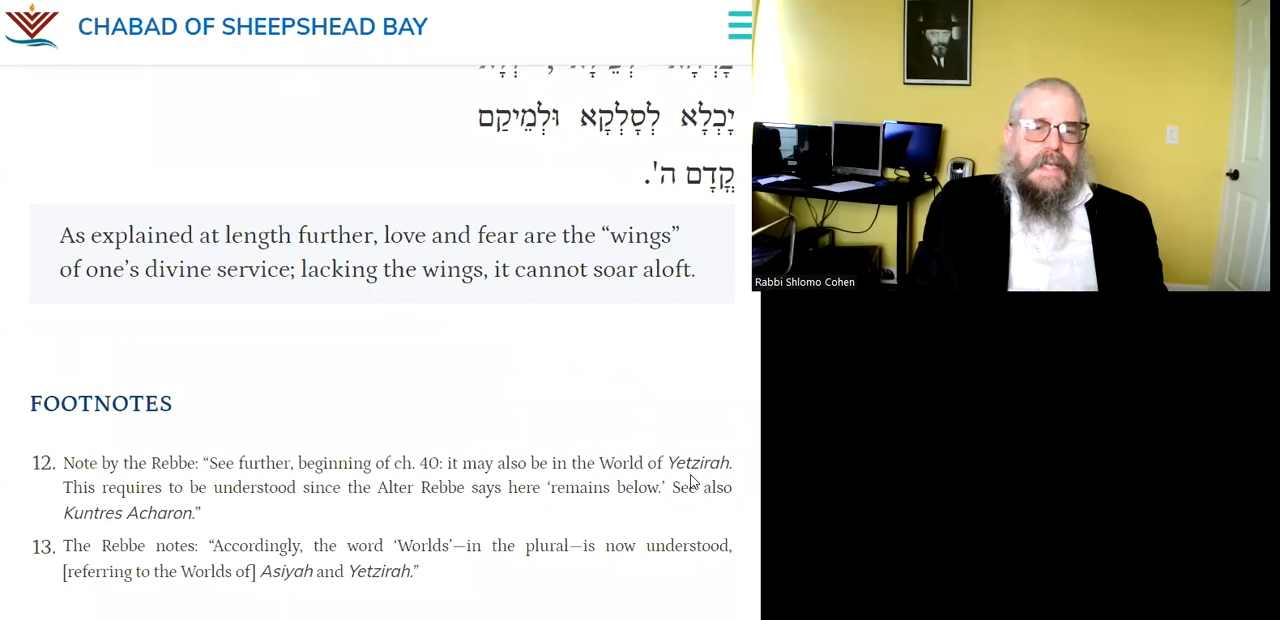 CHABAD OF SHEEPSHEAD BAY
יָכְלָא לְסָלְקָא וּלְמֵיקַם
קֳדָם ה'.
As explained at length further, love and fear are the “wings”
of one’s divine service; lacking the wings, it cannot soar aloft.
FOOTNOTES
12. Note by the Rebbe: “See further, beginning of ch. 40: it may also be in the World of Yetzirah.
This requires to be understood since the Alter Rebbe says here ‘remains below.’ See also
Kuntres Acharon.”
13. The Rebbe notes: “Accordingly, the word ‘Worlds’—in the plural—is now understood,
[referring to the Worlds of] Asiyah and Yetzirah.”
Rabbi Shlomo Cohen